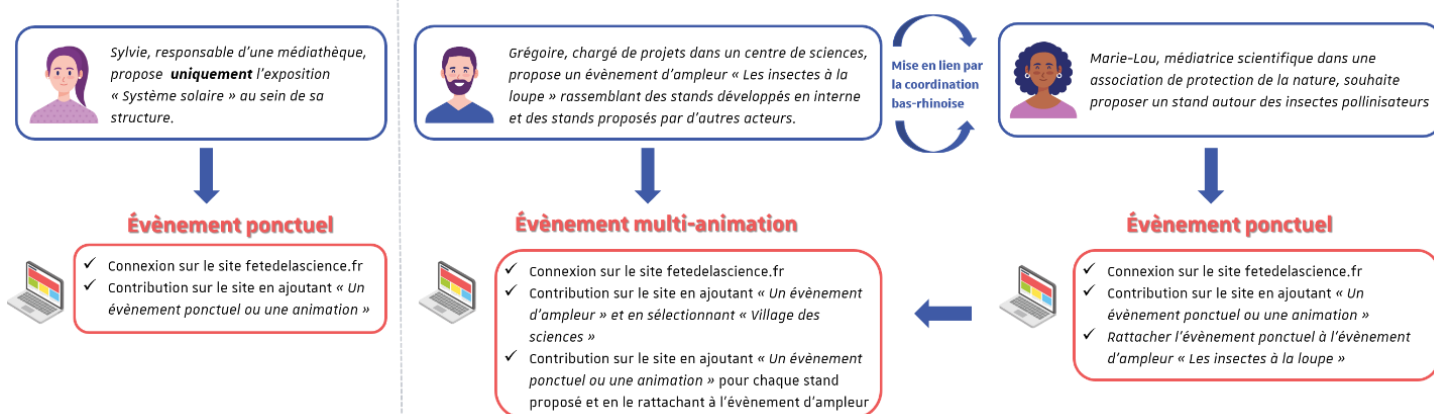 Sylvie, responsable d'une médiathèque,
propose uniquement l'exposition
« Système solaire » au sein de sa
structure.
Évènement ponctuel
✓ Connexion sur le site fetedelascience.fr
✓ Contribution sur le site en ajoutant « Un
évènement ponctuel ou une animation »
Grégoire, chargé de projets dans un centre de sciences,
propose un évènement d'ampleur « Les insectes à la
loupe » rassemblant des stands développés en interne
et des stands proposés par d'autres acteurs.
Évènement multi-animation
✓ Connexion sur le site fetedelascience.fr
✓ Contribution sur le site en ajoutant « Un évènement
d'ampleur » et en sélectionnant « Village des
sciences »
✓ Contribution sur le site en ajoutant « Un évènement
ponctuel ou une animation » pour chaque stand
proposé et en le rattachant à l'évènement d'ampleur
Mise en lien par
la coordination
bas-rhinoise
Marie-Lou, médiatrice scientifique dans une
association de protection de la nature, souhaite
proposer un stand autour des insectes pollinisateurs
Évènement ponctuel
✓ Connexion sur le site fetedelascience.fr
✓ Contribution sur le site en ajoutant « Un
évènement ponctuel ou une animation »
✓ Rattacher l'évènement ponctuel à l'évènement
d'ampleur « Les insectes à la loupe »